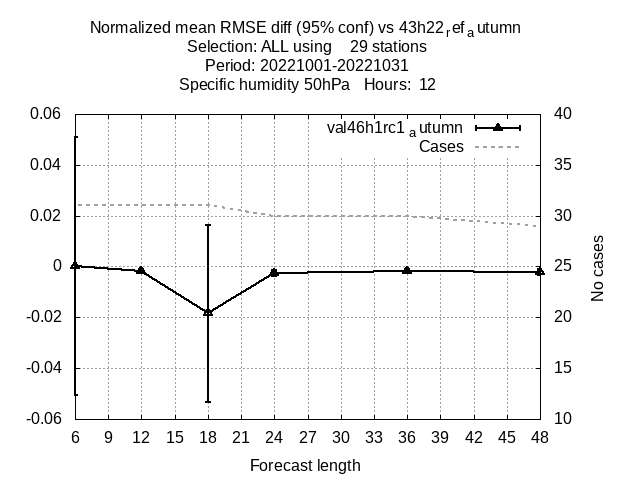 Normalized mean RMSE diff (95% conf) vs 43h22refautumn
Selection: ALL using 29 stations
Period: 20221001-20221031
Specific humidity 50hPa Hours: 12
val46h1rc1autumn
Cases
0.06
0.04
0.02
0
-0.02
-0.04
-0.06
40
35
30
25
20
15
10
No cases
6 9 12 15 18 21 24 27 30 33 36 39 42 45 48
Forecast length